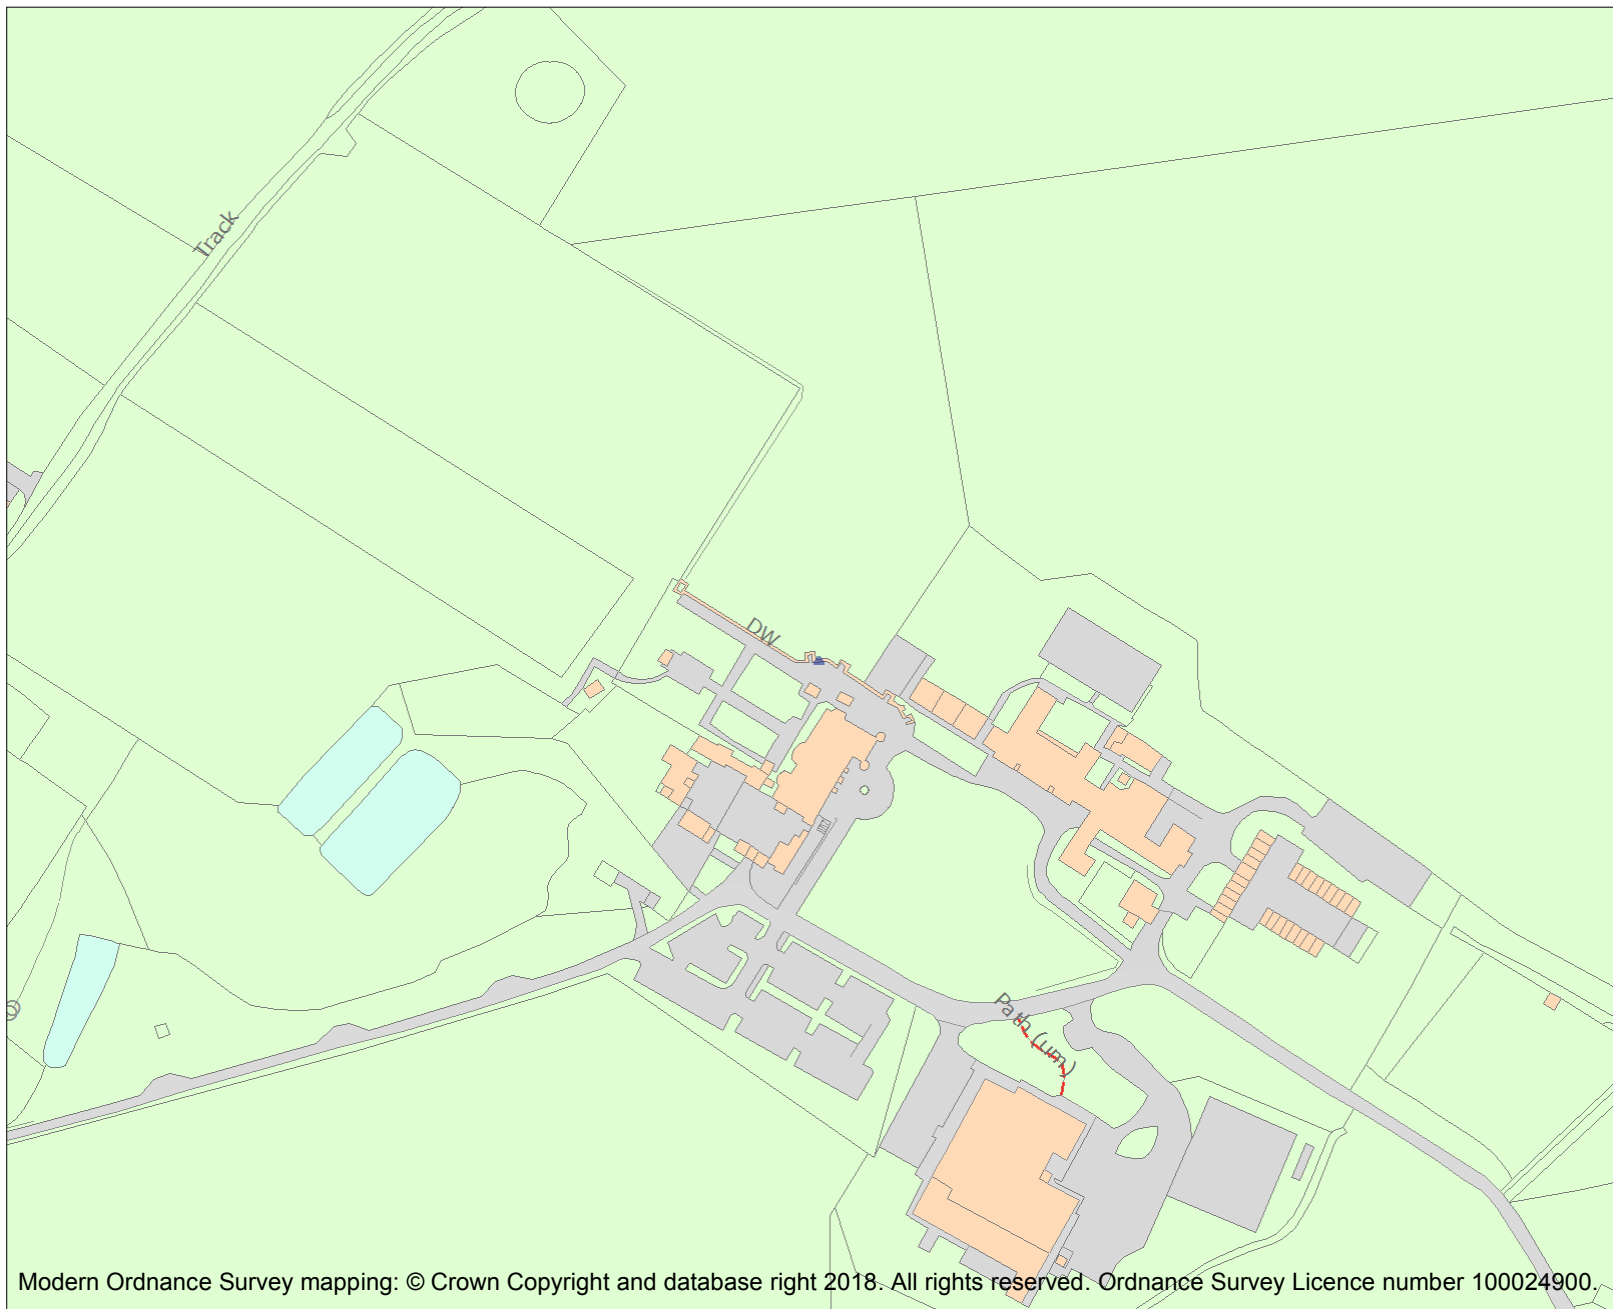 Track
DW
Path (um)
Modern Ordnance Survey mapping: © Crown Copyright and database right 2018. All rights reserved. Ordnance Survey Licence number 100024900.